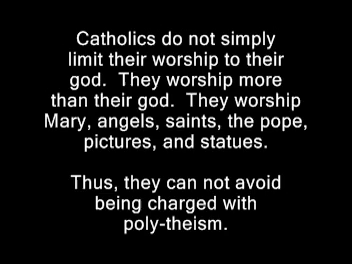 Catholics do not simply
limit their worship to their
god.  They worship more
than their god.  They worship
Mary, angels, saints, the pope,
pictures, and statues.
Thus, they can not avoid
being charged with
poly-theism.